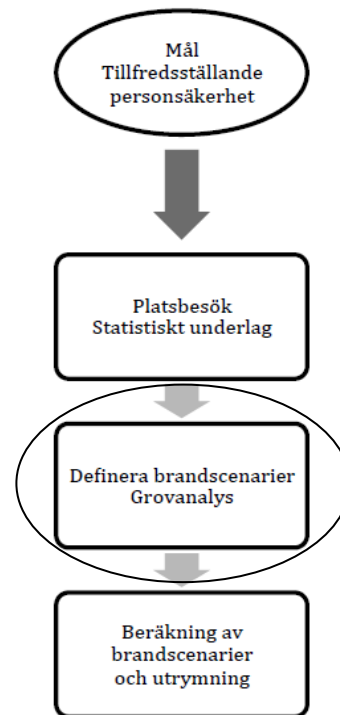 Mål
Tillfredsställande
personsäkerhet
Platsbesök
Statistiskt underlag
Definera brandscenarier
Grovanalys
Beräkning av
brandscenarier
och utrymning